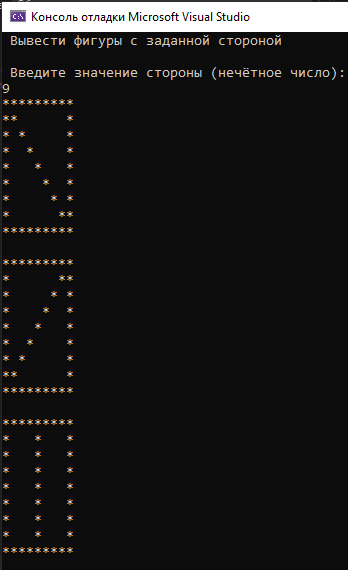 Консоль отладки Microsoft Visual Studio
Вывести фигуры с заданной стороной
Введите значение стороны (нечётное число):
9
*********
**      *
* *     *
*  *    *
*   *   *
*    *  *
*     * *
*      **
*********
*********
*      **
*     * *
*    *  *
*   *   *
*  *    *
* *     *
**      *
*********
*********
*   *   *
*   *   *
*   *   *
*   *   *
*   *   *
*   *   *
*   *   *
*********